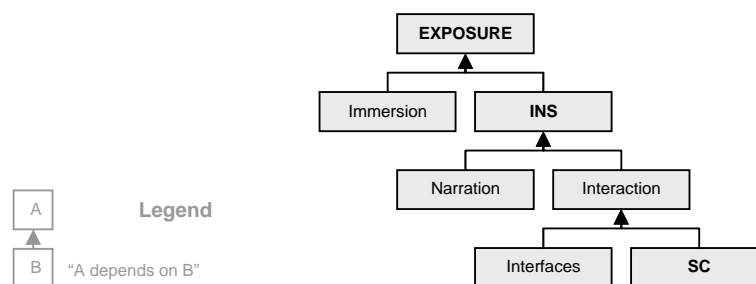 EXPOSURE
Immersion
INS
Narration
Interaction
A
Legend
Interfaces
SC
B
“A depends on B”